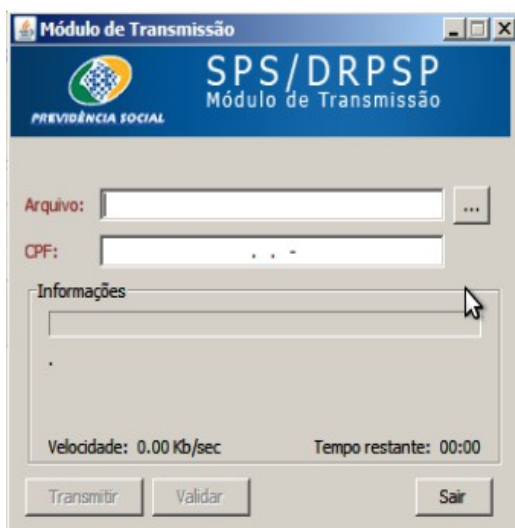 Módulo de Transmissão
SPS/DRPSP
Módulo de Transmissão
PREVIDÊNCIA SOCIAL
Arquivo:
...
CPF: . . -
Informações
.
Velocidade: 0.00 Kb/sec Tempo restante: 00:00
Transmitir Validar Sair